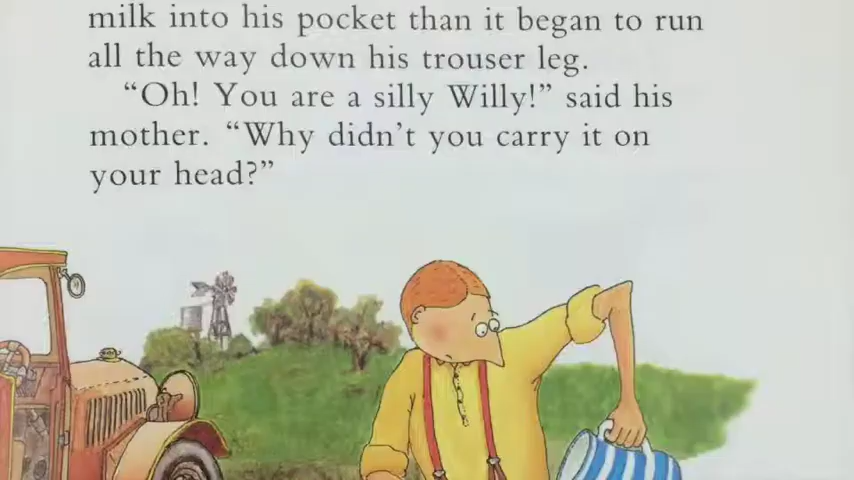 milk into his pocket than it began to run
all the way down his trouser leg.
“Oh! You are a silly Willy!” said his
mother. “Why didn’t you carry it on
your head?”